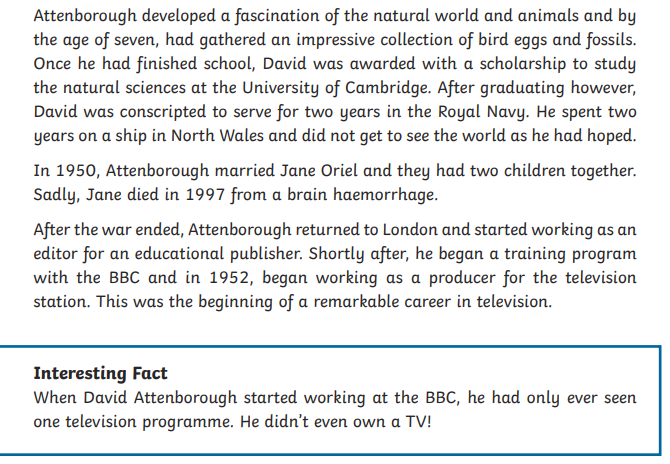 Attenborough developed a fascination of the natural world and animals and by
the age of seven, had gathered an impressive collection of bird eggs and fossils.
Once he had finished school, David was awarded with a scholarship to study
the natural sciences at the University of Cambridge. After graduating however,
David was conscripted to serve for two years in the Royal Navy. He spent two
years on a ship in North Wales and did not get to see the world as he had hoped.
In 1950, Attenborough married Jane Oriel and they had two children together.
Sadly, Jane died in 1997 from a brain haemorrhage.
After the war ended, Attenborough returned to London and started working as an
editor for an educational publisher. Shortly after, he began a training program
with the BBC and in 1952, began working as a producer for the television
station. This was the beginning of a remarkable career in television.
Interesting Fact
When David Attenborough started working at the BBC, he had only ever seen
one television programme. He didn't even own a TV!